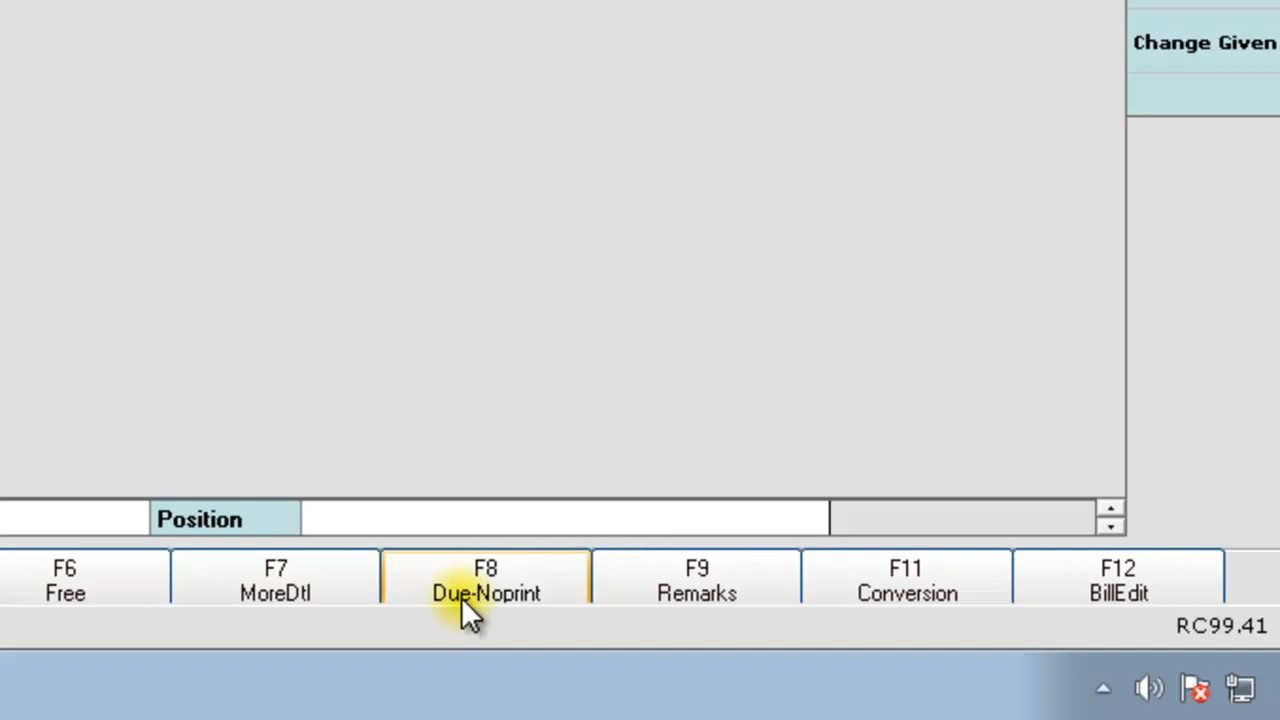 Change Given
Position
F6
Free
F7
MoreDtl
F8
Due-Noprint
F9
Remarks
F11
Conversion
F12
BillEdit
RC99.41